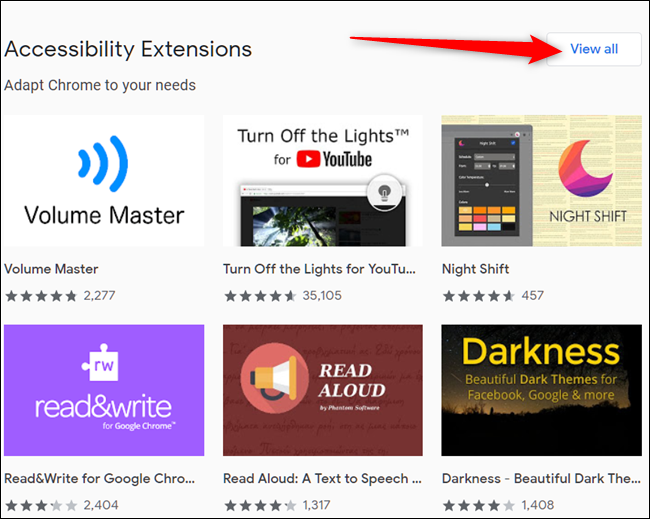 Accessibility Extensions
View all
Adapt Chrome to your needs
Volume Master
Turn Off the Lights™
for YouTube
NIGHT SHIFT
Volume Master
Turn Off the Lights for YouTu...
Night Shift
2,277
35,105
457
rw
read&write
for Google Chrome™
READ
ALOUD
by Phantom Software
Darkness
Beautiful Dark Themes for
Facebook, Google & more
Read&Write for Google Chro...
Read Aloud: A Text to Speech ...
Darkness - Beautiful Dark The...
2,404
1,317
1,408